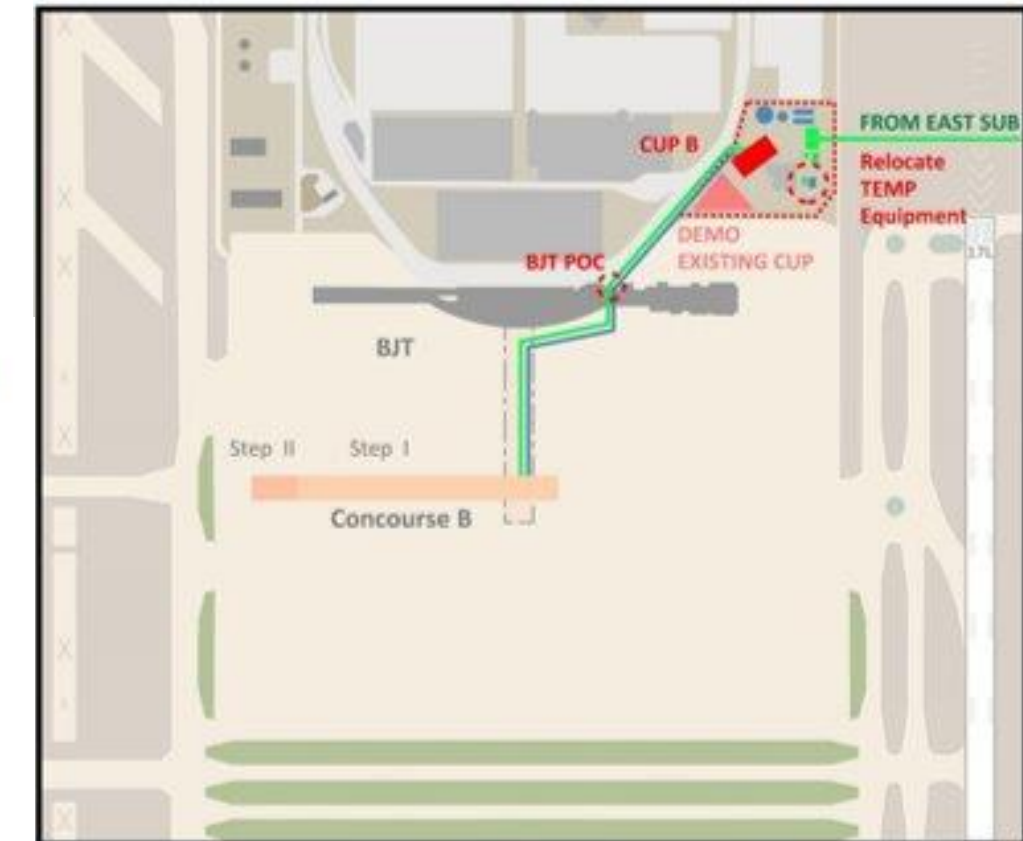 FROM EAST SUB
CUP B
Relocate
TEMP
Equipment
DEMO
EXISTING CUP
17L
BJT POC
BJT
Step II
Step I
Concourse B